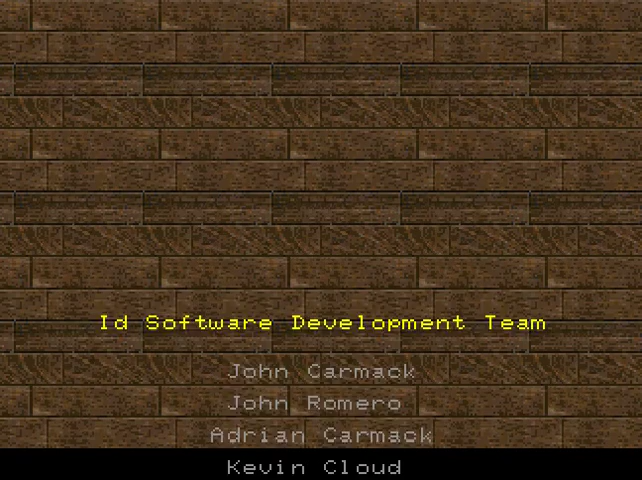 Id Software Development Team
John Carmack
John Romero
Adrian Carmack
Kevin Cloud